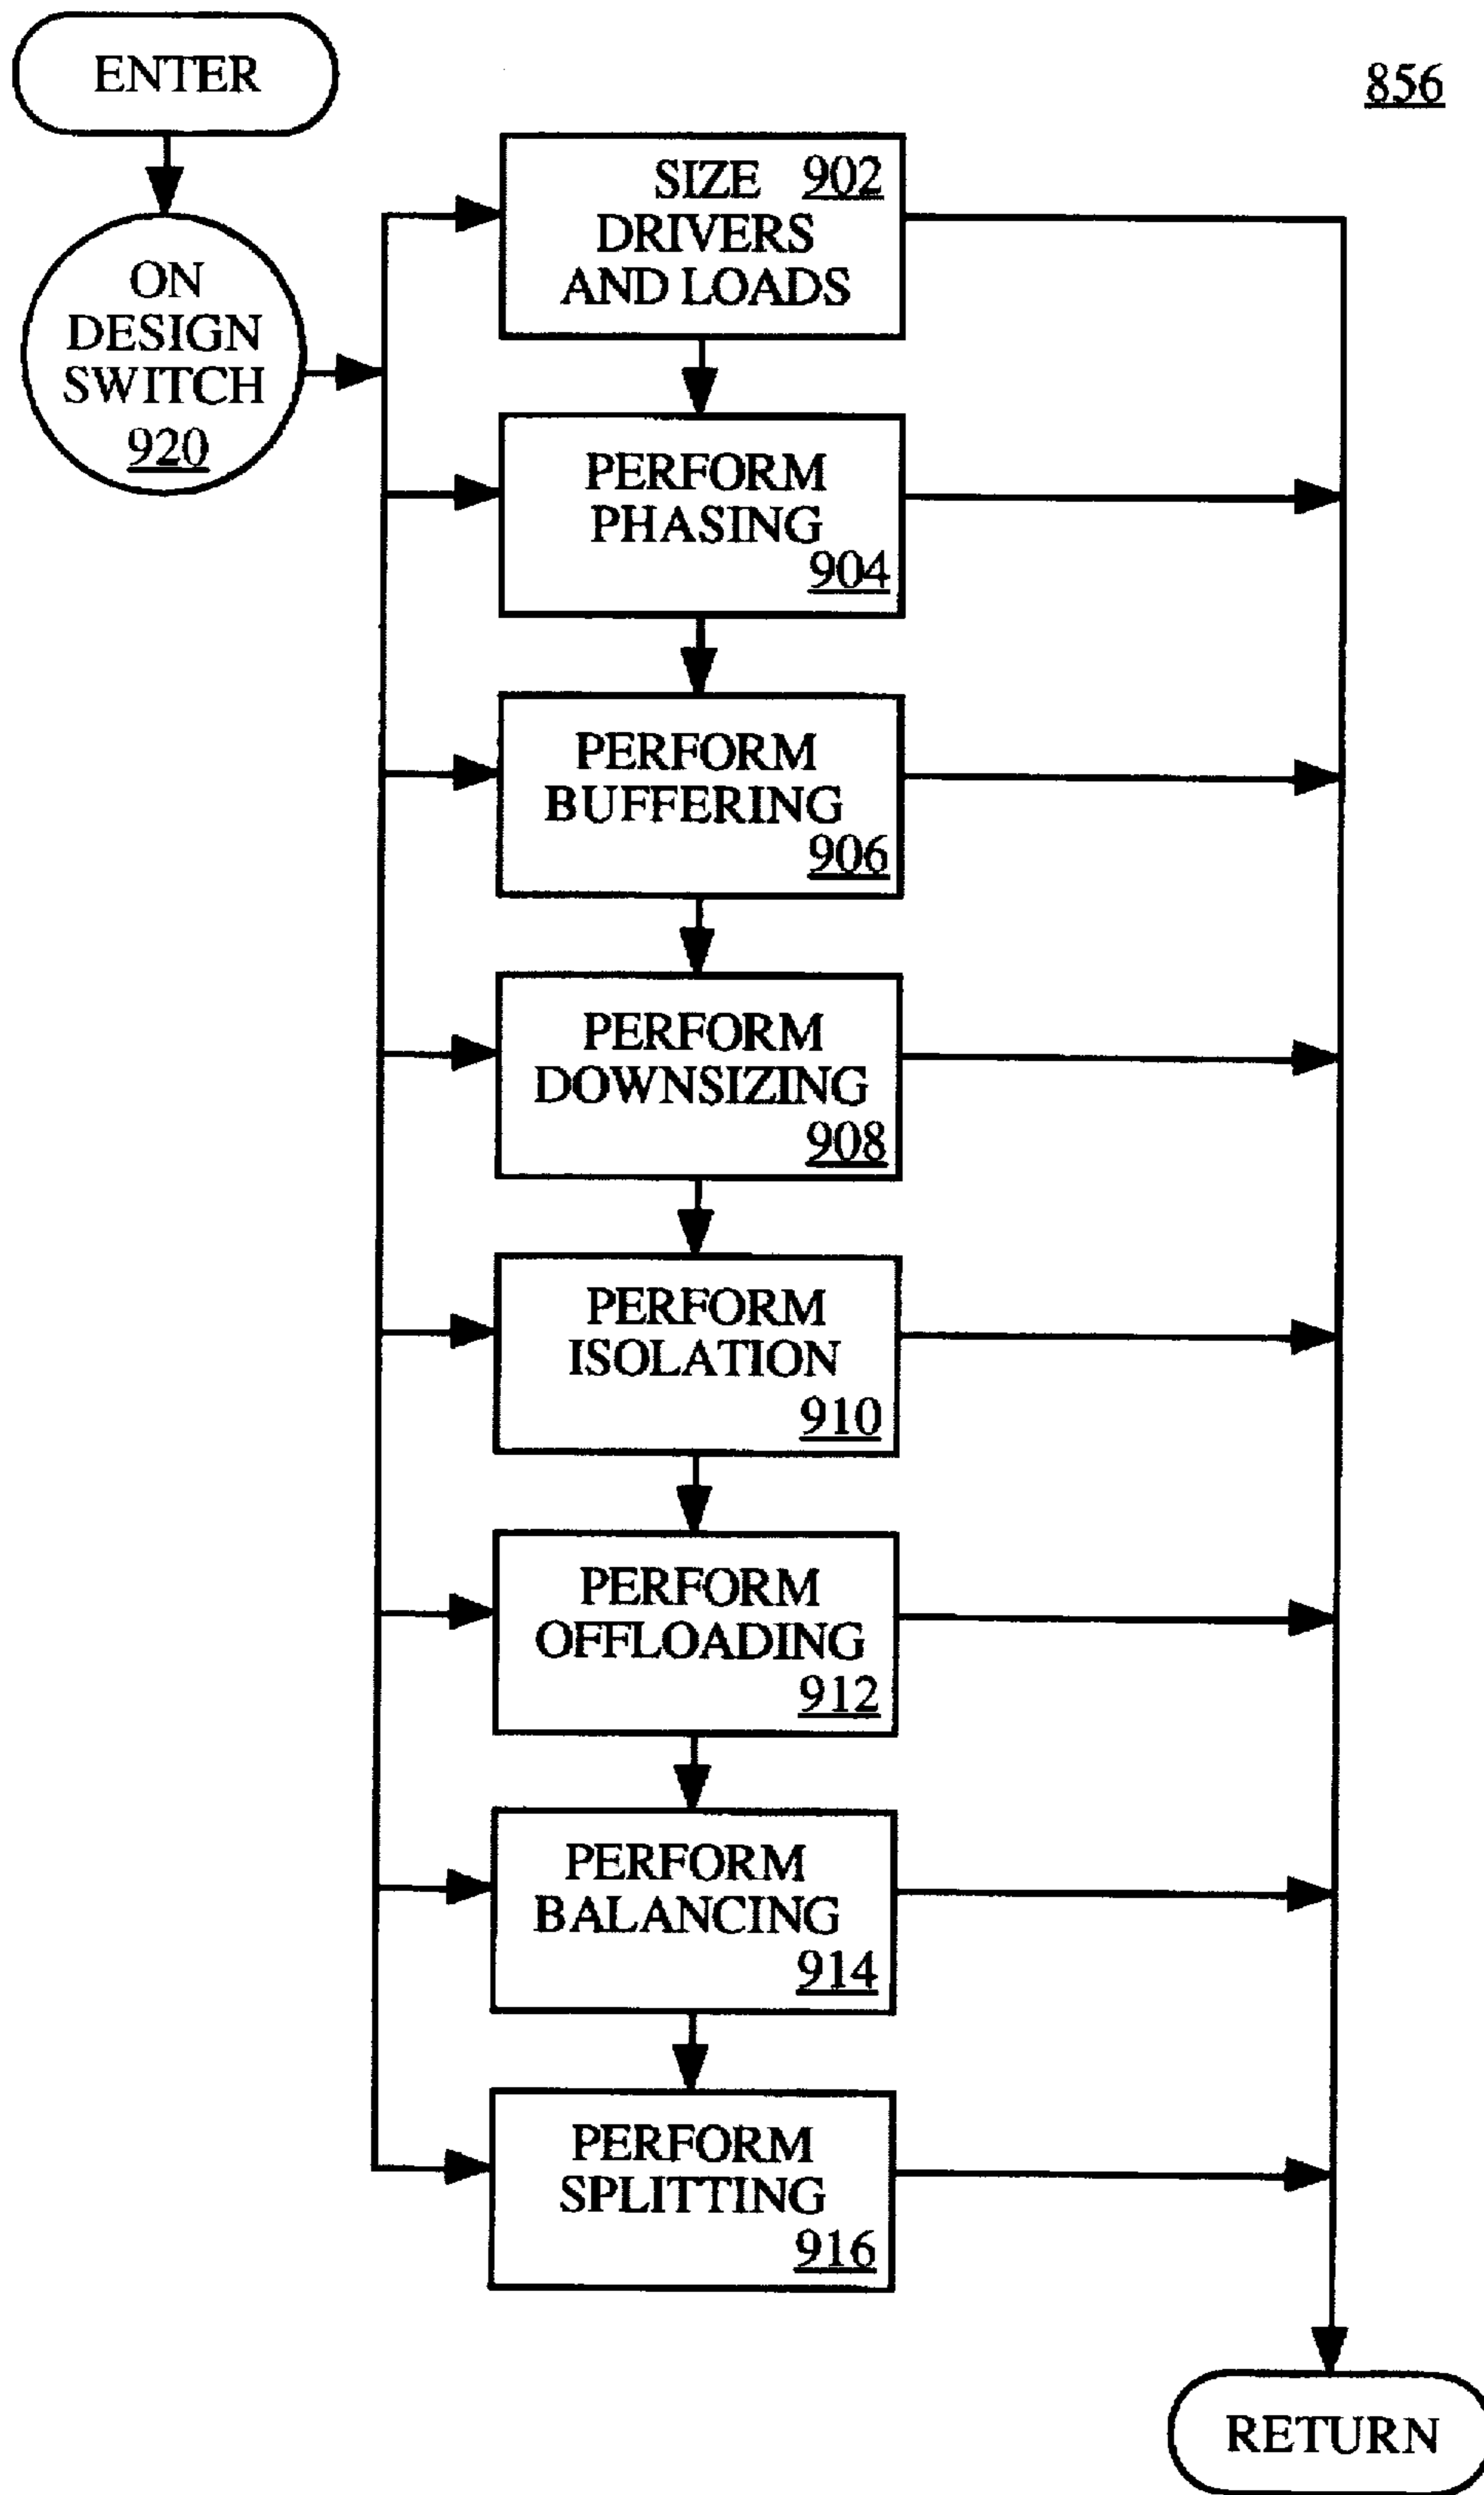 ENTER
856
ON
DESIGN
SWITCH
920
SIZE 902
DRIVERS
AND LOADS
PERFORM
PHASING
904
PERFORM
BUFFERING
906
PERFORM
DOWNSIZING
908
PERFORM
ISOLATION
910
PERFORM
OFFLOADING
912
PERFORM
BALANCING
914
PERFORM
SPLITTING
916
RETURN